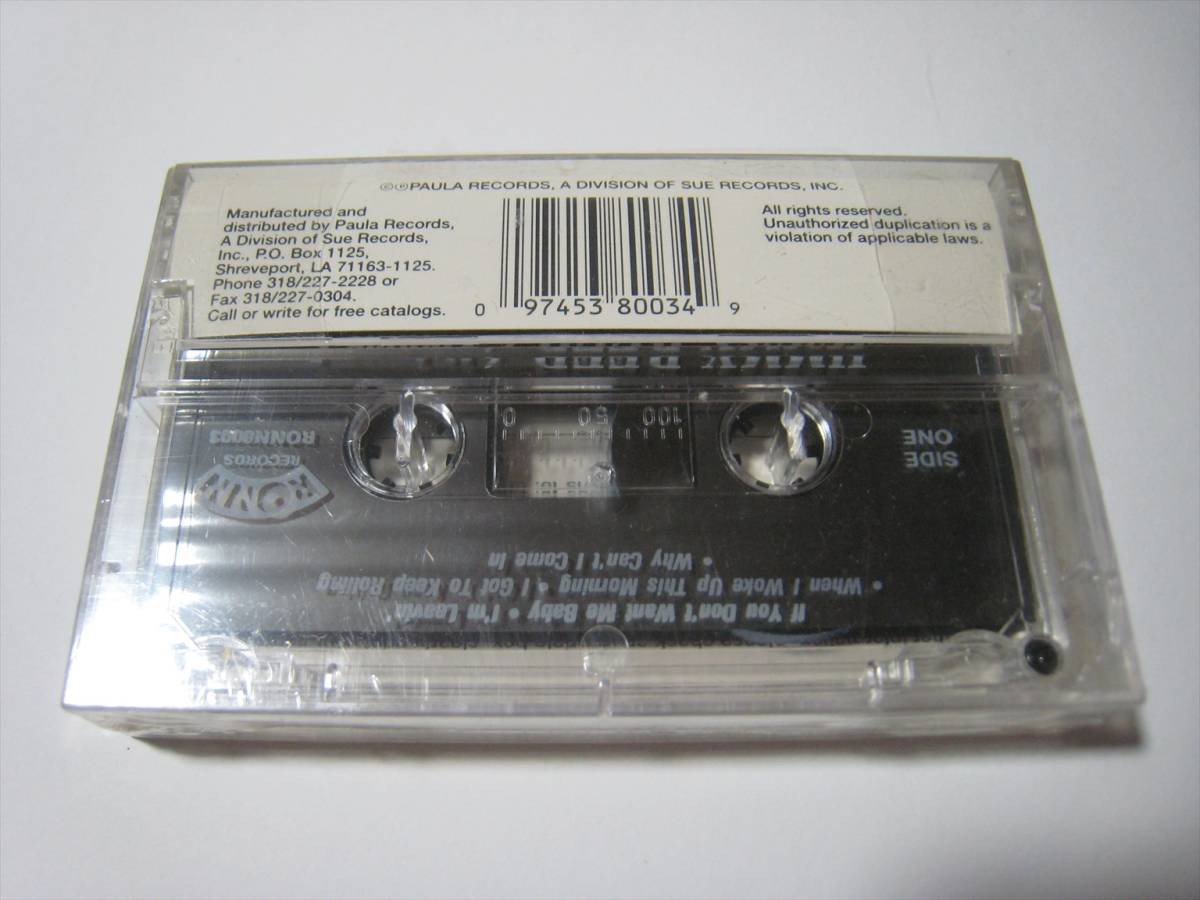 ©℗PAULA RECORDS, A DIVISION OF SUE RECORDS, INC.
Manufactured and
distributed by Paula Records,
A Division of Sue Records,
Inc., P.O. Box 1125,
Shreveport, LA 71163-1125.
Phone 318/227-2228 or
Fax 318/227-0304.
Call or write for free catalogs.
0 97453 80034 9
All rights reserved.
Unauthorized duplication is a
violation of applicable laws.
If You Don't Want Me Baby • I'm Leavin'
• When I Woke Up This Morning • I Got To Keep Rolling
• Why Can't I Come In
SIDE
ONE
100 50 0
RONN
RECORDS
RONN8003
REED